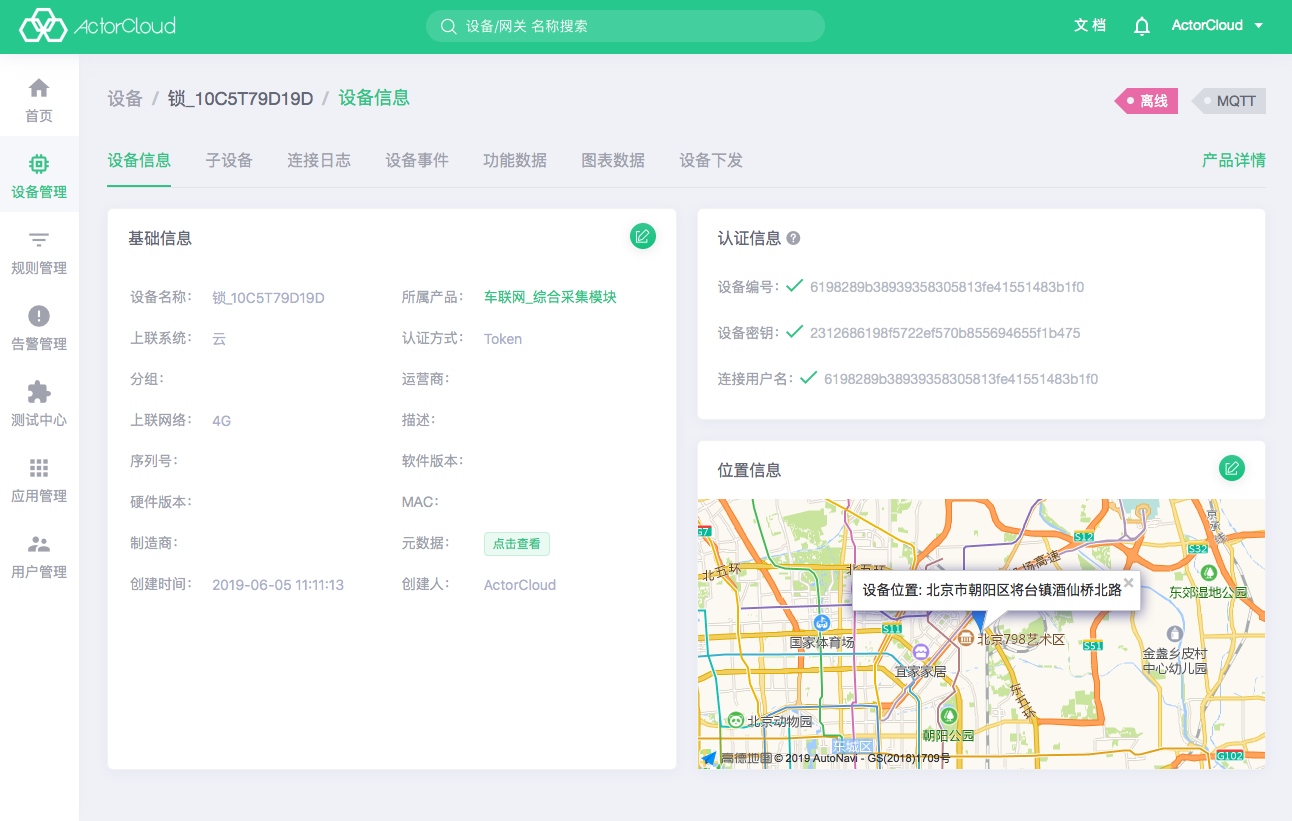 ActorCloud
设备/网关 名称搜索
文档
ActorCloud
首页
设备管理
规则管理
告警管理
测试中心
应用管理
用户管理
设备 / 锁_10C5T79D19D / 设备信息
离线
MQTT
设备信息 子设备 连接日志 设备事件 功能数据 图表数据 设备下发 产品详情
基础信息
设备名称: 锁_10C5T79D19D 所属产品: 车联网_综合采集模块
上联系统: 云 认证方式: Token
分组: 运营商:
上联网络: 4G 描述:
序列号: 软件版本:
硬件版本: MAC:
制造商: 元数据: 点击查看
创建时间: 2019-06-05 11:11:13 创建人: ActorCloud
认证信息
设备编号: 6198289b38939358305813fe41551483b1f0
设备密钥: 2312686198f5722ef570b855694655f1b475
连接用户名: 6198289b38939358305813fe41551483b1f0
位置信息
京承线
S12
S32
北五环
设备位置: 北京市朝阳区将台镇酒仙桥北路
东郊湿地公园
S11
国家体育场
北京798艺术区
S51
金盏乡皮村
中心幼儿园
宜家家居
东五环
北京动物园
朝阳公园
东城区
G102
高德地图 © 2019 AutoNavi - GS(2018)1709号